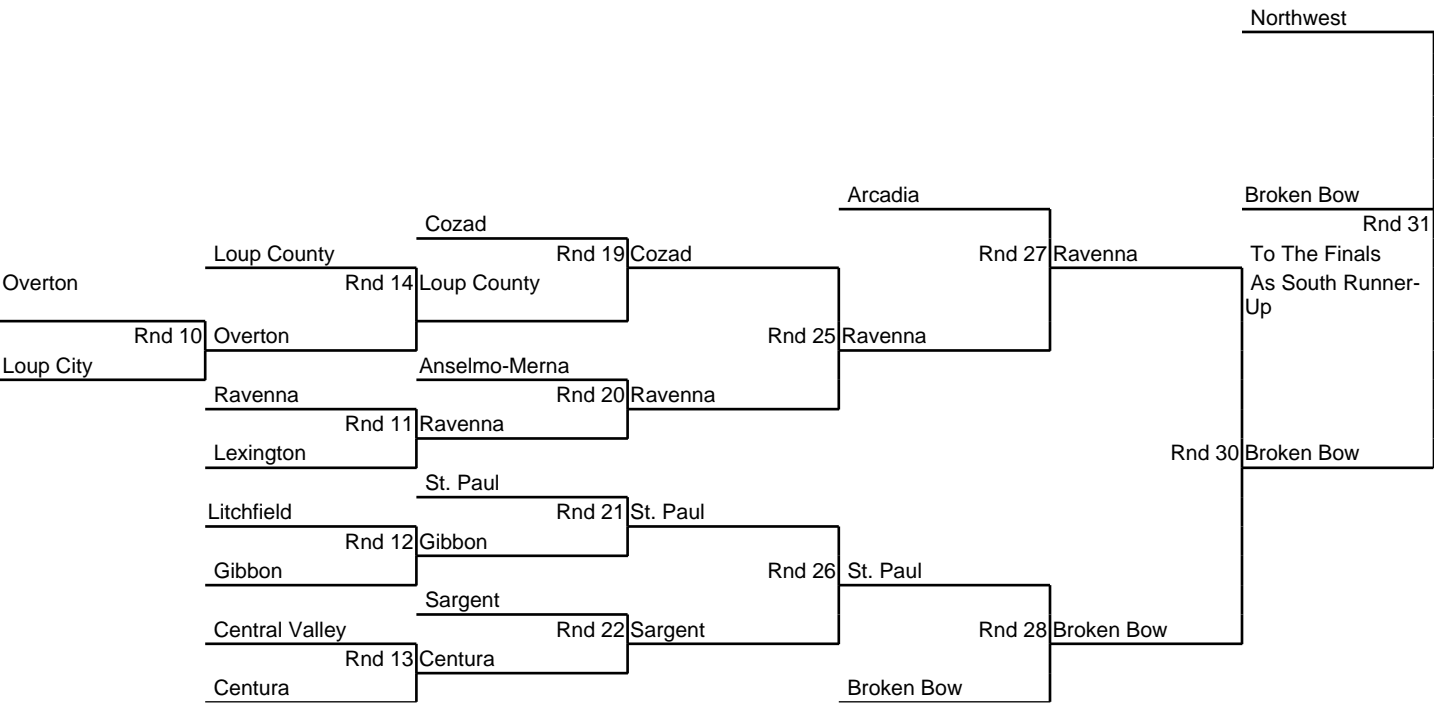 Northwest
Arcadia
Broken Bow
Cozad
Rnd 31
Loup County
Rnd 19 Cozad
Rnd 27 Ravenna
To The Finals
Overton
Rnd 14 Loup County
As South Runner-
Up
Rnd 10 Overton
Rnd 25 Ravenna
Loup City
Anselmo-Merna
Ravenna
Rnd 20 Ravenna
Rnd 11 Ravenna
Lexington
Rnd 30 Broken Bow
St. Paul
Litchfield
Rnd 21 St. Paul
Rnd 12 Gibbon
Gibbon
Rnd 26 St. Paul
Sargent
Central Valley
Rnd 22 Sargent
Rnd 28 Broken Bow
Rnd 13 Centura
Centura
Broken Bow